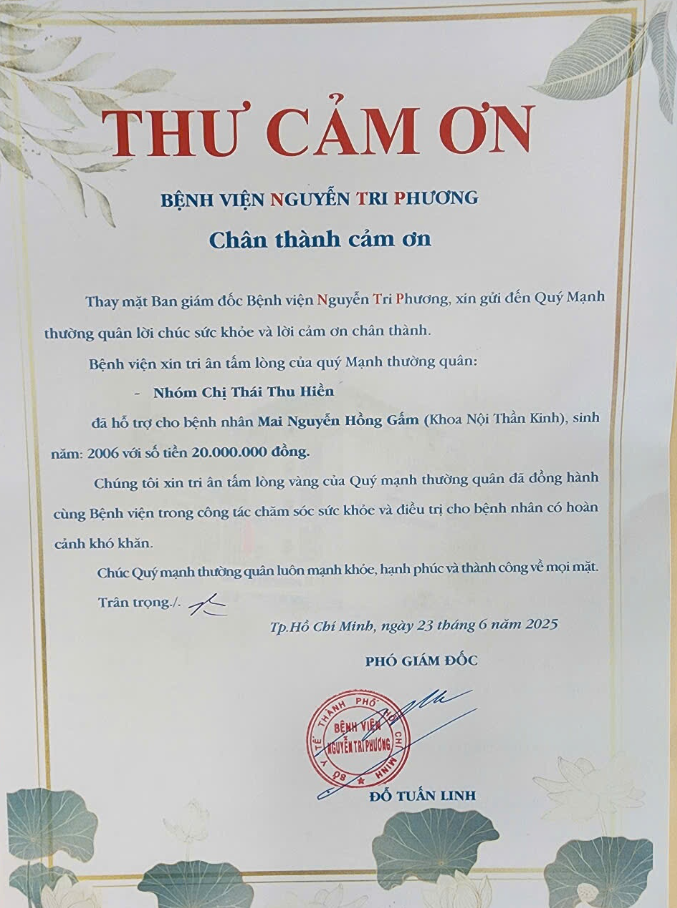 THƯ CẢM ƠN
BỆNH VIỆN NGUYỄN TRI PHƯƠNG
Chân thành cảm ơn
Thay mặt Ban giám đốc Bệnh viện Nguyễn Tri Phương, xin gửi đến Quý Mạnh
thường quân lời chúc sức khỏe và lời cảm ơn chân thành.
Bệnh viện xin tri ân tấm lòng của quý Mạnh thường quân:
- Nhóm Chị Thái Thu Hiền
đã hỗ trợ cho bệnh nhân Mai Nguyễn Hồng Gấm (Khoa Nội Thần Kinh), sinh
năm: 2006 với số tiền 20.000.000 đồng.
Chúng tôi xin tri ân tấm lòng vàng của Quý mạnh thường quân đã đồng hành
cùng Bệnh viện trong công tác chăm sóc sức khỏe và điều trị cho bệnh nhân có hoàn
cảnh khó khăn.
Chúc Quý mạnh thường quân luôn mạnh khỏe, hạnh phúc và thành công về mọi mặt.
Trân trọng./.
Tp.Hồ Chí Minh, ngày 23 tháng 6 năm 2025
PHÓ GIÁM ĐỐC
SỞ Y TẾ THÀNH PHỐ HỒ CHÍ MINH
BỆNH VIỆN
NGUYỄN TRI PHƯƠNG
ĐỖ TUẤN LINH